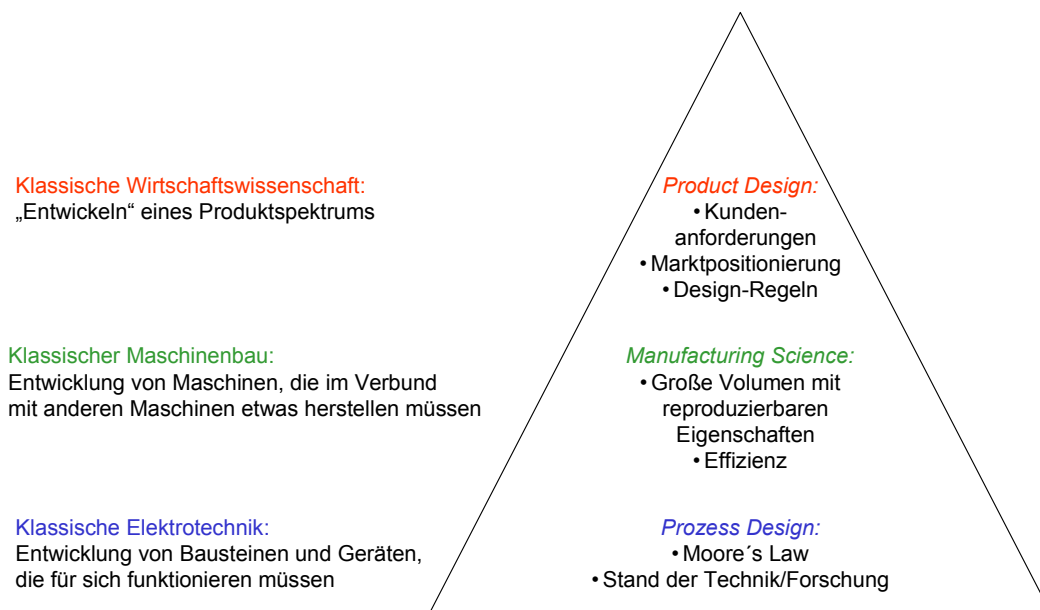 Klassische Wirtschaftswissenschaft:
„Entwickeln“ eines Produktspektrums
Product Design:
• Kunden-
anforderungen
• Marktpositionierung
• Design-Regeln
Klassischer Maschinenbau:
Entwicklung von Maschinen, die im Verbund
mit anderen Maschinen etwas herstellen müssen
Manufacturing Science:
• Große Volumen mit
reproduzierbaren
Eigenschaften
• Effizienz
Klassische Elektrotechnik:
Entwicklung von Bausteinen und Geräten,
die für sich funktionieren müssen
Prozess Design:
• Moore´s Law
• Stand der Technik/Forschung